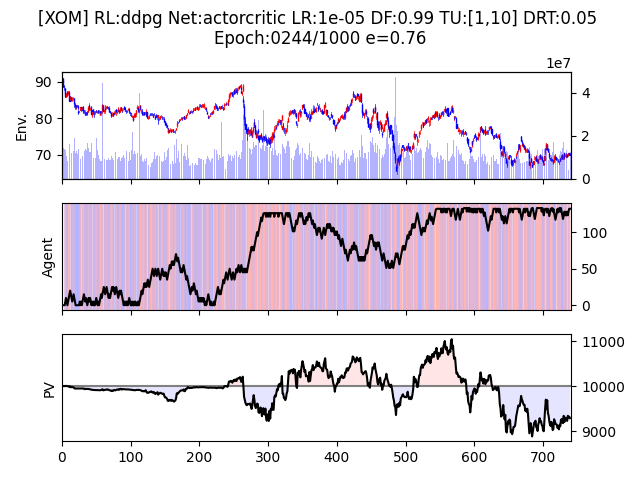 [XOM] RL:ddpg Net:actorcritic LR:1e-05 DF:0.99 TU:[1,10] DRT:0.05
Epoch:0244/1000 e=0.76
1e7
Env.
90
80
70
4
2
0
Agent
100
50
0
PV
11000
10000
9000
0 100 200 300 400 500 600 700